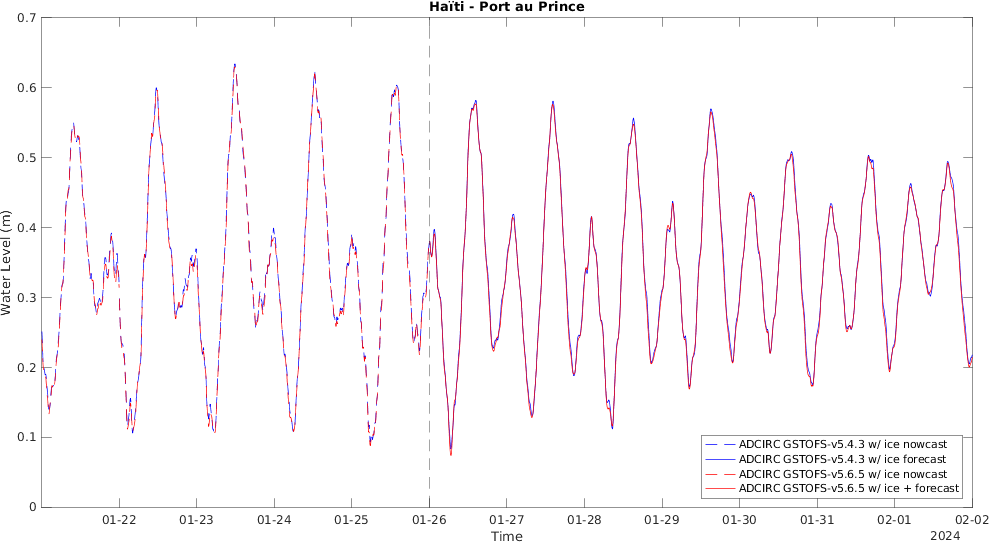 Haïti - Port au Prince
0.7
0.6
0.5
0.4
0.3
0.2
0.1
0
Water Level (m)
ADCIRC GSTOFS-v5.4.3 w/ ice nowcast
ADCIRC GSTOFS-v5.4.3 w/ ice forecast
ADCIRC GSTOFS-v5.6.5 w/ ice nowcast
ADCIRC GSTOFS-v5.6.5 w/ ice + forecast
01-22 01-23 01-24 01-25 01-26 01-27 01-28 01-29 01-30 01-31 02-01 02-02
Time
2024